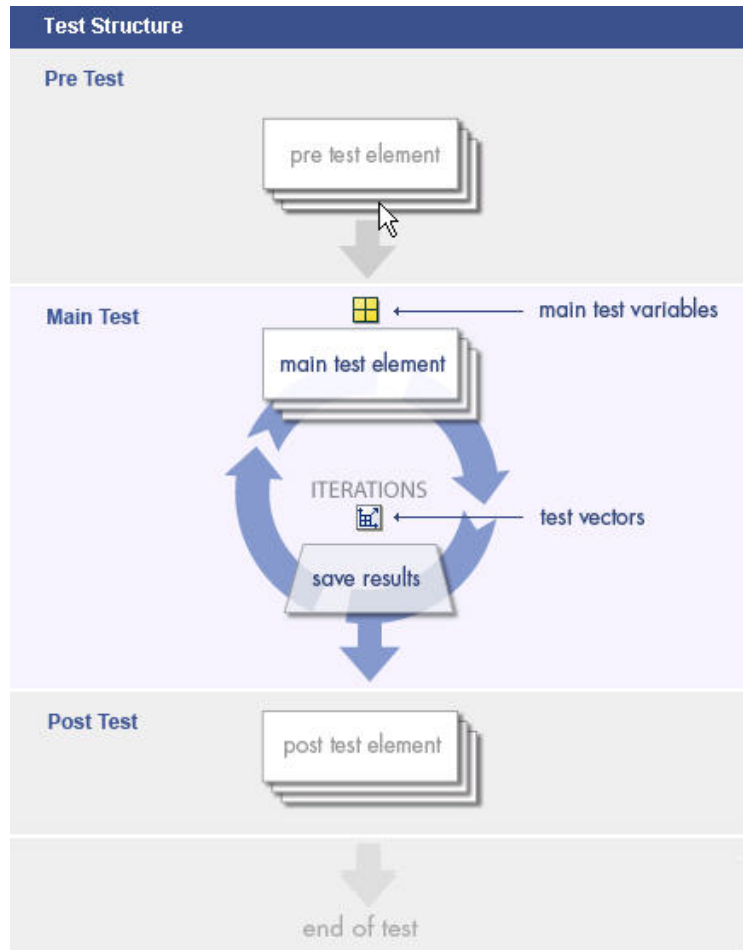 Test Structure
Pre Test
pre test element
Main Test
main test variables
main test element
ITERATIONS
test vectors
save results
Post Test
post test element
end of test